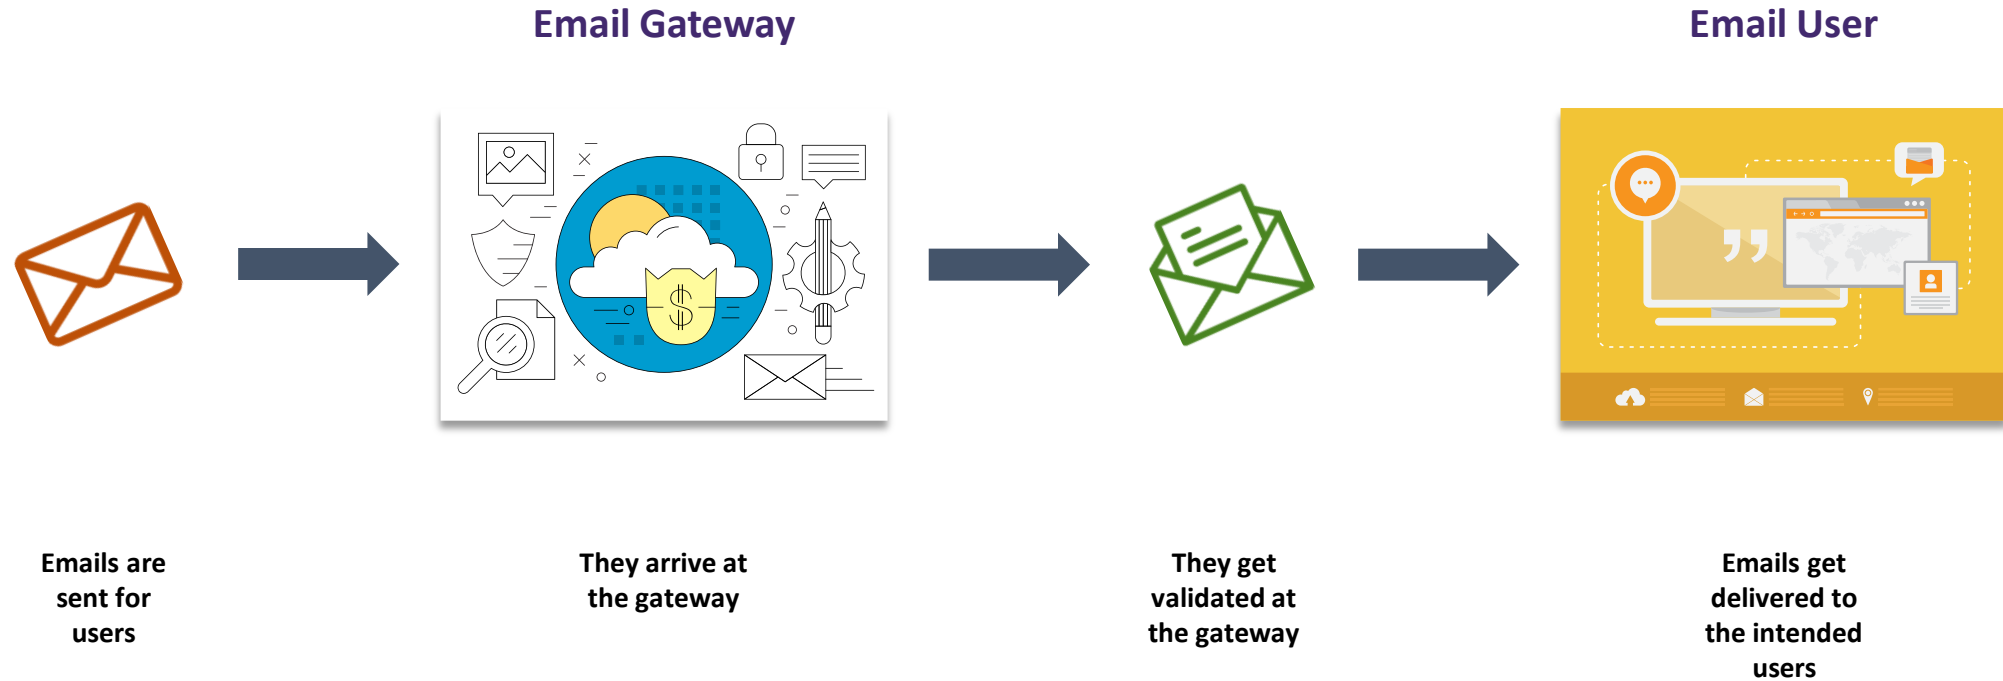 Email Gateway
Email User
Emails are
sent for
users
They arrive at
the gateway
They get
validated at
the gateway
Emails get
delivered to
the intended
users
$